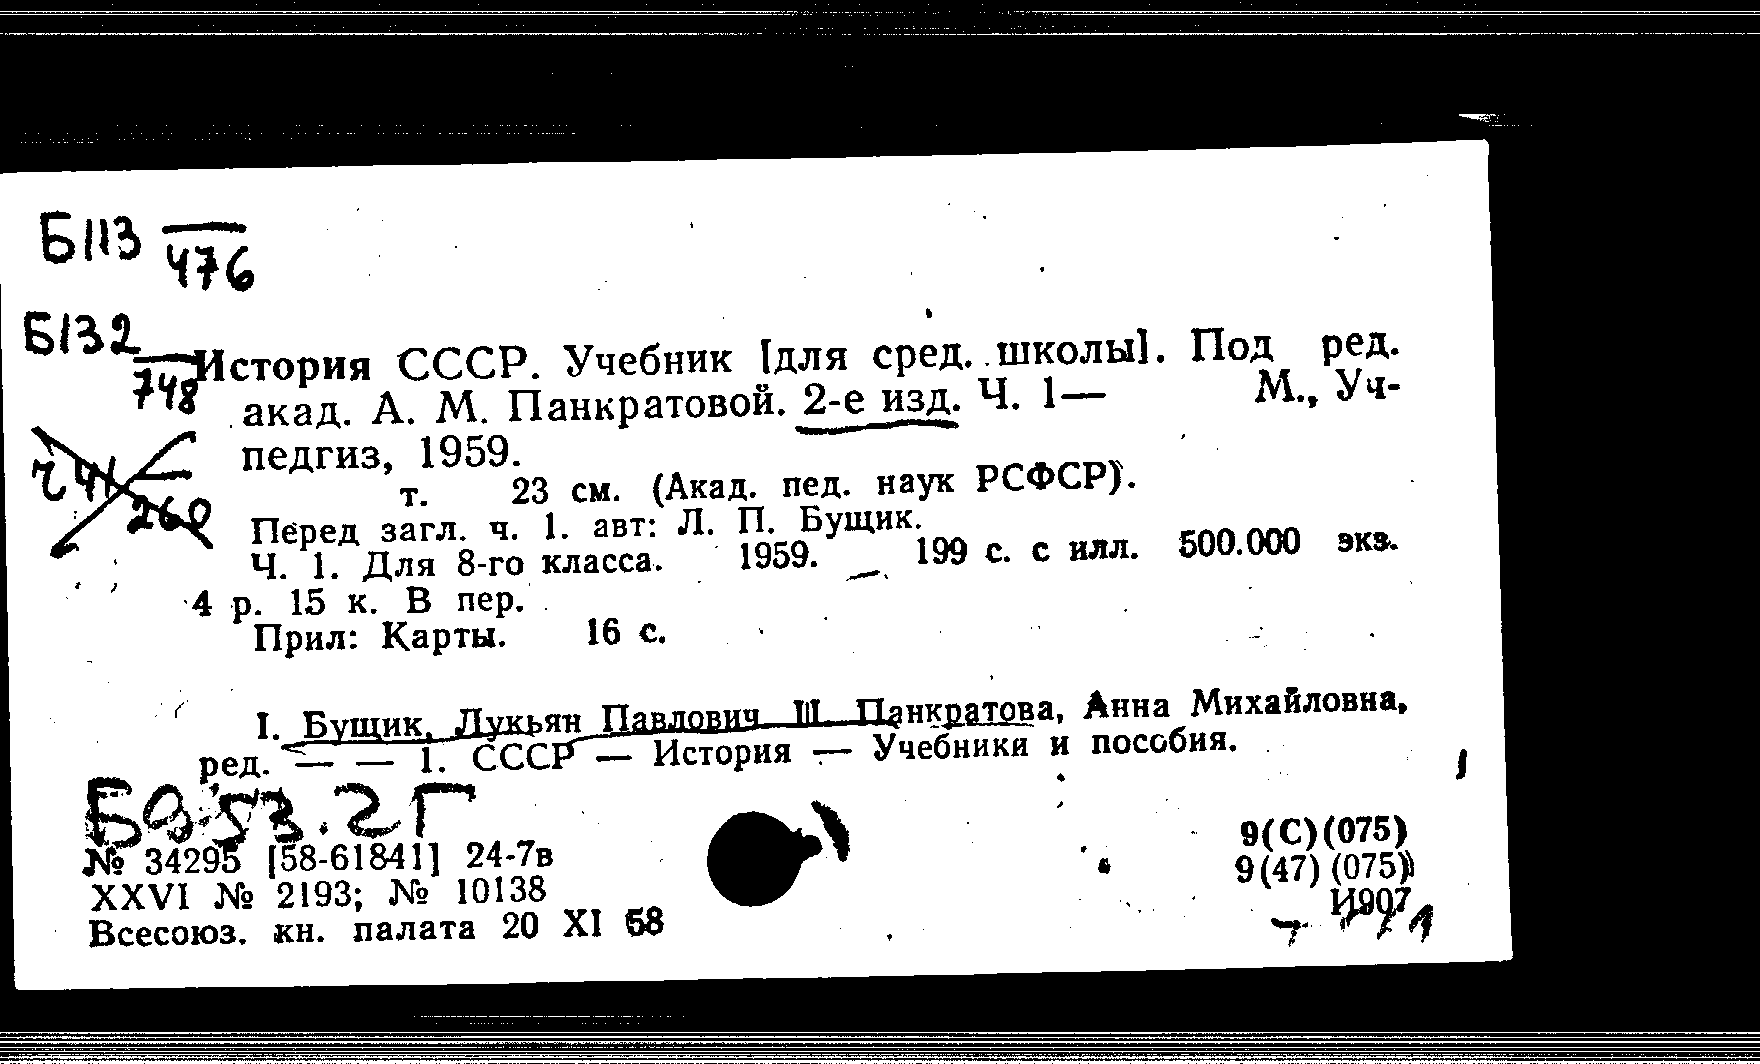 Б113 476
Б132 748
История СССР. Учебник [для сред. школы]. Под ред.
акад. А. М. Панкратовой. 2-е изд. Ч. 1— М., Уч-
педгиз, 1959.
т. 23 см. (Акад. пед. наук РСФСР).
Перед загл. ч. 1. авт: Л. П. Бущик.
Ч. 1. Для 8-го класса. 1959. 199 с. с илл. 500.000 экз.
4 р. 15 к. В пер.
Прил: Карты. 16 с.
I. Бущик, Лукьян Павлович III. Панкратова, Анна Михайловна,
ред. — — 1. СССР — История — Учебники и пособия.
Б9.53.2Г
№ 34295 [58-61841] 24-7в
XXVI № 2193; № 10138
Всесоюз. кн. палата 20 XI 58
9(С)(075)
9(47)(075)
И907